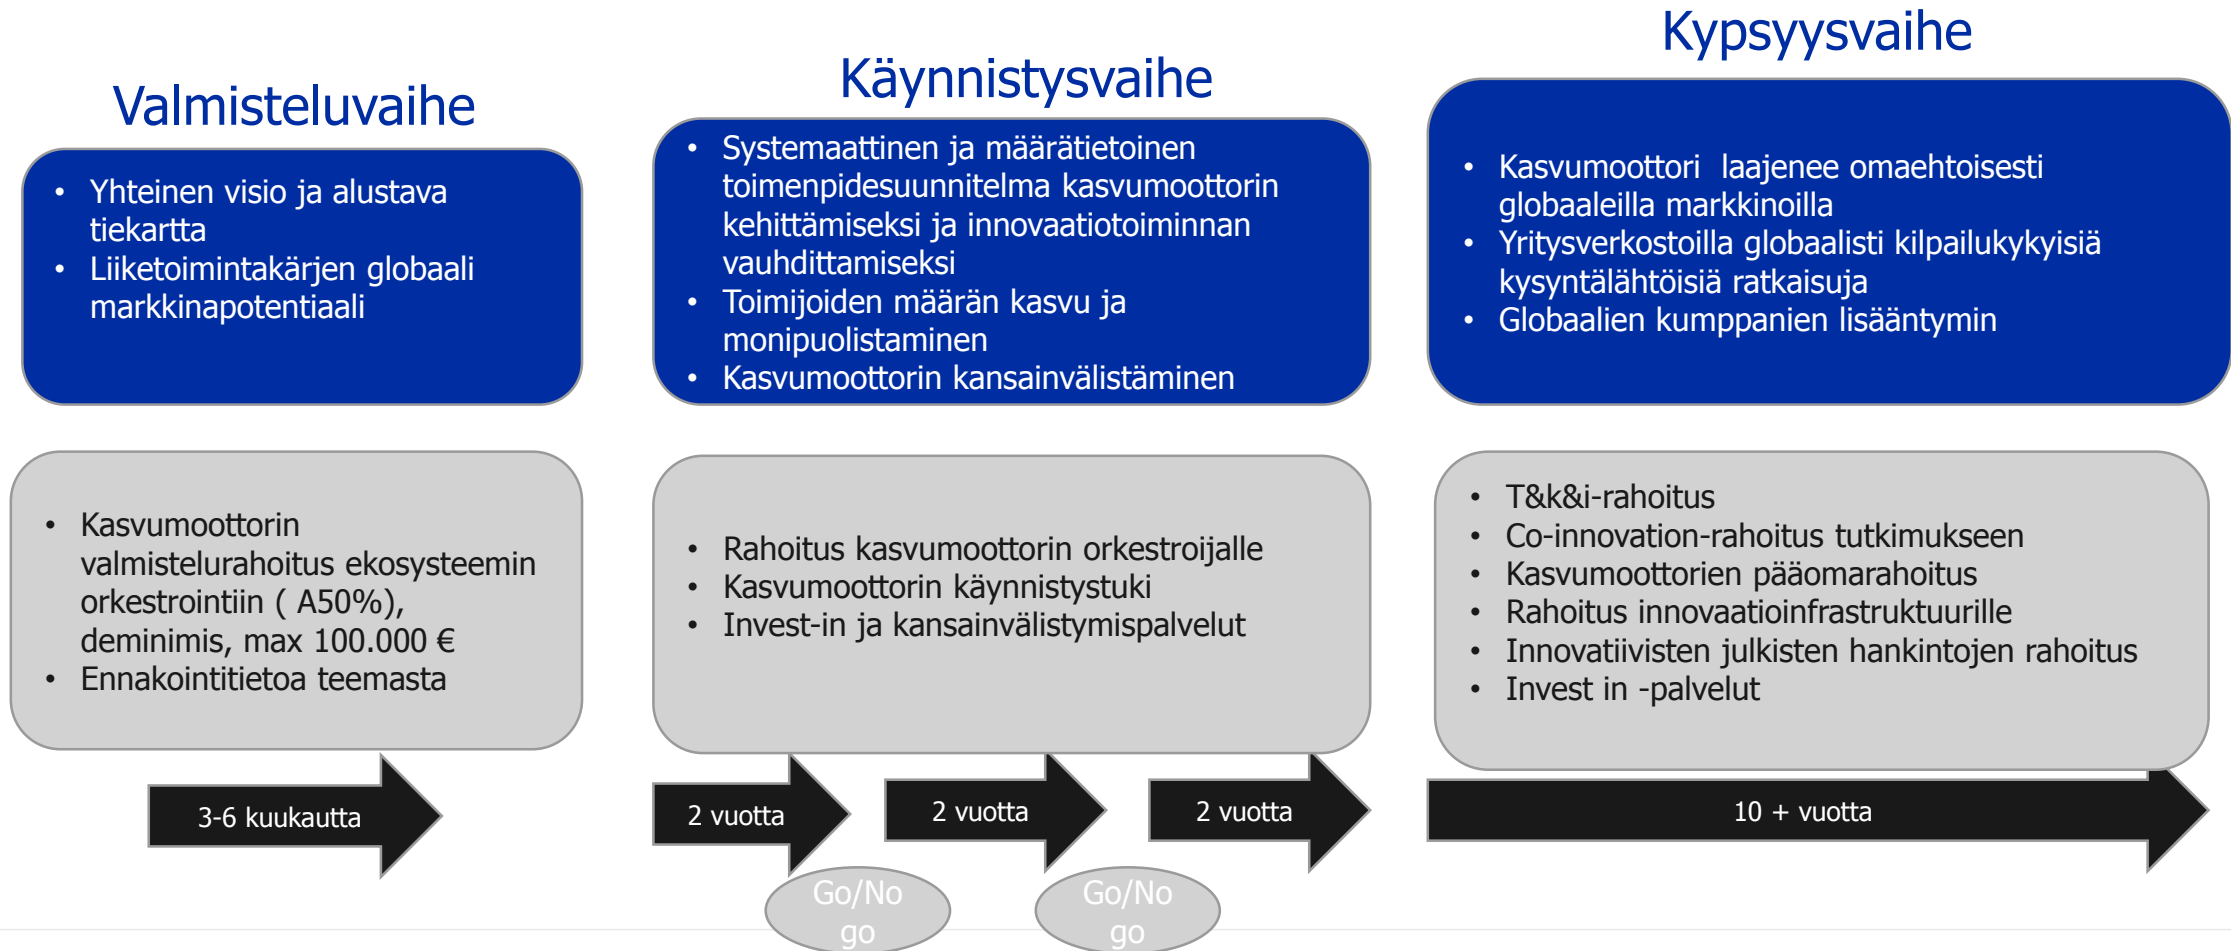 Valmisteluvaihe
• Yhteinen visio ja alustava
tiekartta
• Liiketoimintakärjen globaali
markkinapotentiaali
• Kasvumoottorin
valmistelurahoitus ekosysteemin
orkestrointiin ( A50%),
deminimis, max 100.000 €
• Ennakointitietoa teemasta
3-6 kuukautta
Käynnistysvaihe
• Systemaattinen ja määrätietoinen
toimenpidesuunnitelma kasvumoottorin
kehittämiseksi ja innovaatiotoiminnan
vauhdittamiseksi
• Toimijoiden määrän kasvu ja
monipuolistaminen
• Kasvumoottorin kansainvälistäminen
• Rahoitus kasvumoottorin orkestroijalle
• Kasvumoottorin käynnistystuki
• Invest-in ja kansainvälistymispalvelut
2 vuotta
2 vuotta
2 vuotta
Go/No
go
Go/No
go
Kypsyysvaihe
• Kasvumoottori  laajenee omaehtoisesti
globaaleilla markkinoilla
• Yritysverkostoilla globaalisti kilpailukykyisiä
kysyntälähtöisiä ratkaisuja
• Globaalien kumppanien lisääntymin
• T&k&i-rahoitus
• Co-innovation-rahoitus tutkimukseen
• Kasvumoottorien pääomarahoitus
• Rahoitus innovaatioinfrastruktuurille
• Innovatiivisten julkisten hankintojen rahoitus
• Invest in -palvelut
10 + vuotta